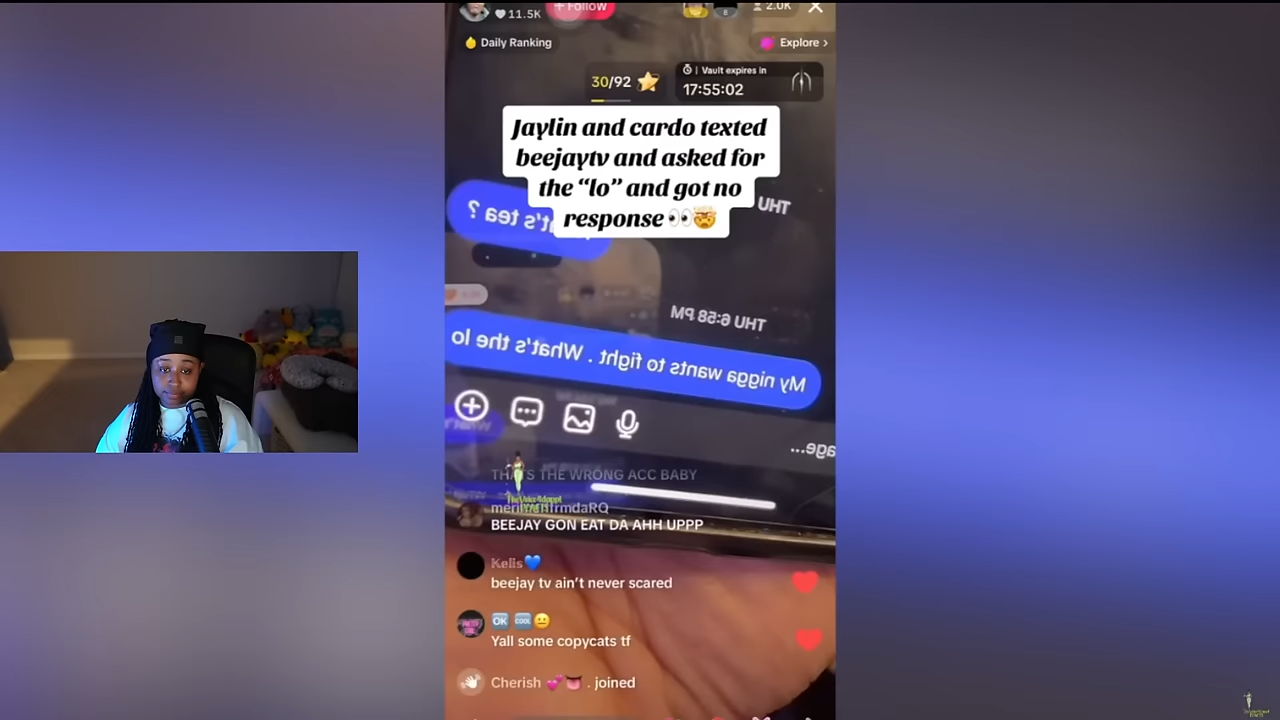 11.5K
+ Follow
2.0K
Daily Ranking
Explore >
30/92
Vault expires in
17:55:02
Jaylin and cardo texted
beejaytv and asked for
the “lo” and got no
response 👀🤯
THU
's tea ?
THU 6:58 PM
My nigga wants to fight . What's the lo
age...
THAT'S THE WRONG ACC BABY
BEEJAY GON EAT DA AHH UPPP
Kelis💙
beejay tv ain’t never scared
🆗 🆒 😐
Yall some copycats tf
Cherish 💕👅 . joined